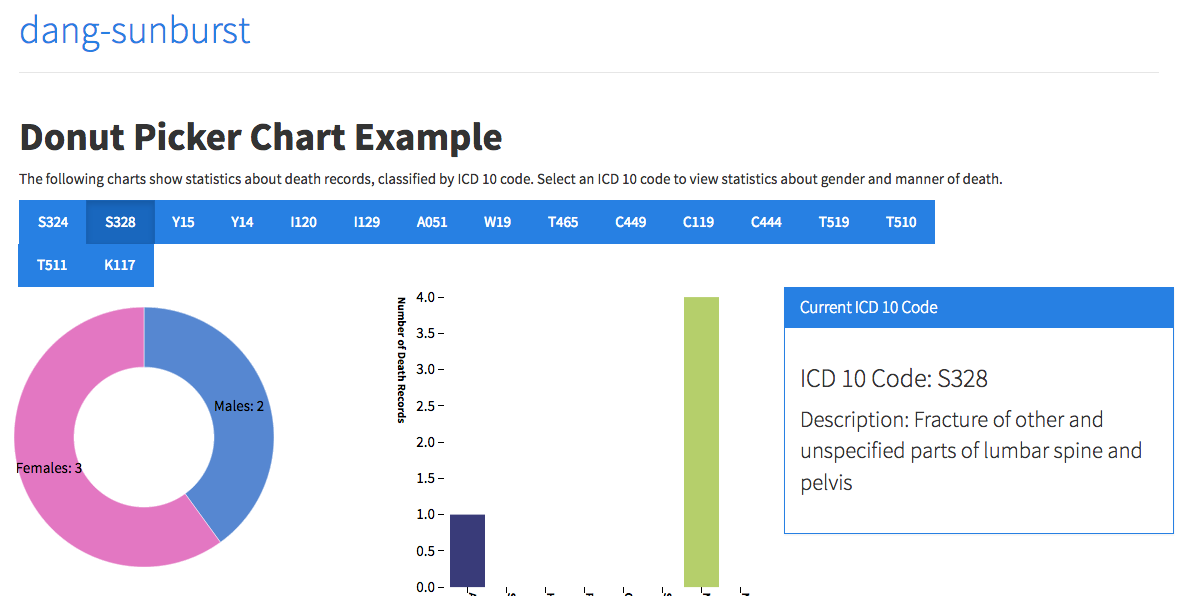 dang-sunburst
Donut Picker Chart Example
The following charts show statistics about death records, classified by ICD 10 code. Select an ICD 10 code to view statistics about gender and manner of death.
S324 S328 Y15 Y14 I120 I129 A051 W19 T465 C449 C119 C444 T519 T510
T511 K117
Males: 2
Females: 3
Number of Death Records
4.0
3.5
3.0
2.5
2.0
1.5
1.0
0.5
0.0
Current ICD 10 Code
ICD 10 Code: S328
Description: Fracture of other and
unspecified parts of lumbar spine and
pelvis